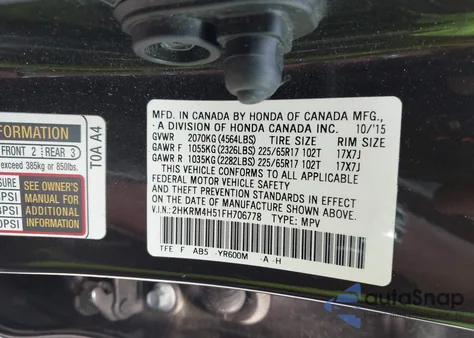 INFORMATION
FRONT 2 REAR 3
exceed 385kg or 850lbs.
SEE OWNER'S
MANUAL FOR
ADDITIONAL
INFORMATION
T0A A4
MFD. IN CANADA BY HONDA OF CANADA MFG.,
- A DIVISION OF HONDA CANADA INC. 10/'15
GVWR 2070KG (4564LBS) TIRE SIZE RIM SIZE
GAWR F 1055KG (2326LBS) 225/65R17 102T 17X7J
GAWR R 1035KG (2282LBS) 225/65R17 102T 17X7J
THIS VEHICLE CONFORMS TO ALL APPLICABLE
FEDERAL MOTOR VEHICLE SAFETY
AND THEFT PREVENTION STANDARDS IN EFFECT
ON THE DATE OF MANUFACTURE SHOWN ABOVE.
V.I.N.: 2HKRM4H51FH706778 TYPE: MPV
TFE F AB5 -YR600M -A -H
autoSnap